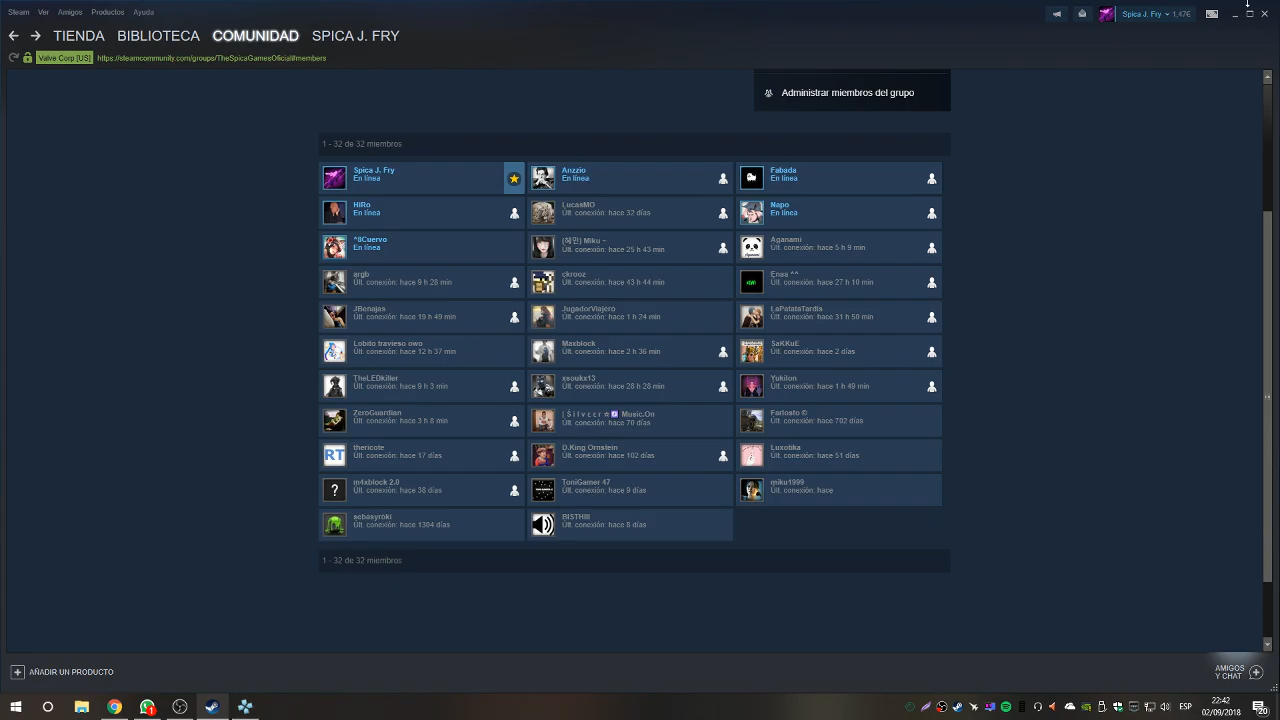 Steam Ver Amigos Productos Ayuda
Spica J. Fry 1,47€
TIENDA BIBLIOTECA COMUNIDAD SPICA J. FRY
Valve Corp [US] https://steamcommunity.com/groups/TheSpicaGamesOficial#members
Administrar miembros del grupo
1 - 32 de 32 miembros
Spica J. Fry
En línea
Anzzio
En línea
Fabada
En línea
HiRo
En línea
LucasMO
Últ. conexión: hace 32 días
Napo
En línea
^8Cuervo
En línea
(혜민) Miku ~
Últ. conexión: hace 25 h 43 min
Aganami
Últ. conexión: hace 5 h 9 min
argb
Últ. conexión: hace 9 h 28 min
ckrooz
Últ. conexión: hace 43 h 44 min
Enaa ^^
Últ. conexión: hace 27 h 10 min
JBenajas
Últ. conexión: hace 19 h 49 min
JugadorViajero
Últ. conexión: hace 1 h 24 min
LaPatataTardis
Últ. conexión: hace 31 h 50 min
Lobito travieso owo
Últ. conexión: hace 12 h 37 min
Maxblock
Últ. conexión: hace 2 h 36 min
SaKKuE
Últ. conexión: hace 2 días
TheLEDkiller
Últ. conexión: hace 9 h 3 min
xsoukx13
Últ. conexión: hace 28 h 28 min
Yukilon
Últ. conexión: hace 1 h 49 min
ZeroGuardian
Últ. conexión: hace 3 h 8 min
Music.On
Últ. conexión: hace 70 días
Farlosto ©
Últ. conexión: hace 702 días
RT
thericote
Últ. conexión: hace 17 días
D.King Ornstein
Últ. conexión: hace 102 días
Luxotika
Últ. conexión: hace 51 días
?
m4xblock 2.0
Últ. conexión: hace 38 días
ToniGamer 47
Últ. conexión: hace 9 días
miku1999
Últ. conexión: hace
sebasyroki
Últ. conexión: hace 1304 días
BISTHIII
Últ. conexión: hace 8 días
1 - 32 de 32 miembros
AÑADIR UN PRODUCTO
AMIGOS
Y CHAT
1
ESP
22:42
02/09/2018